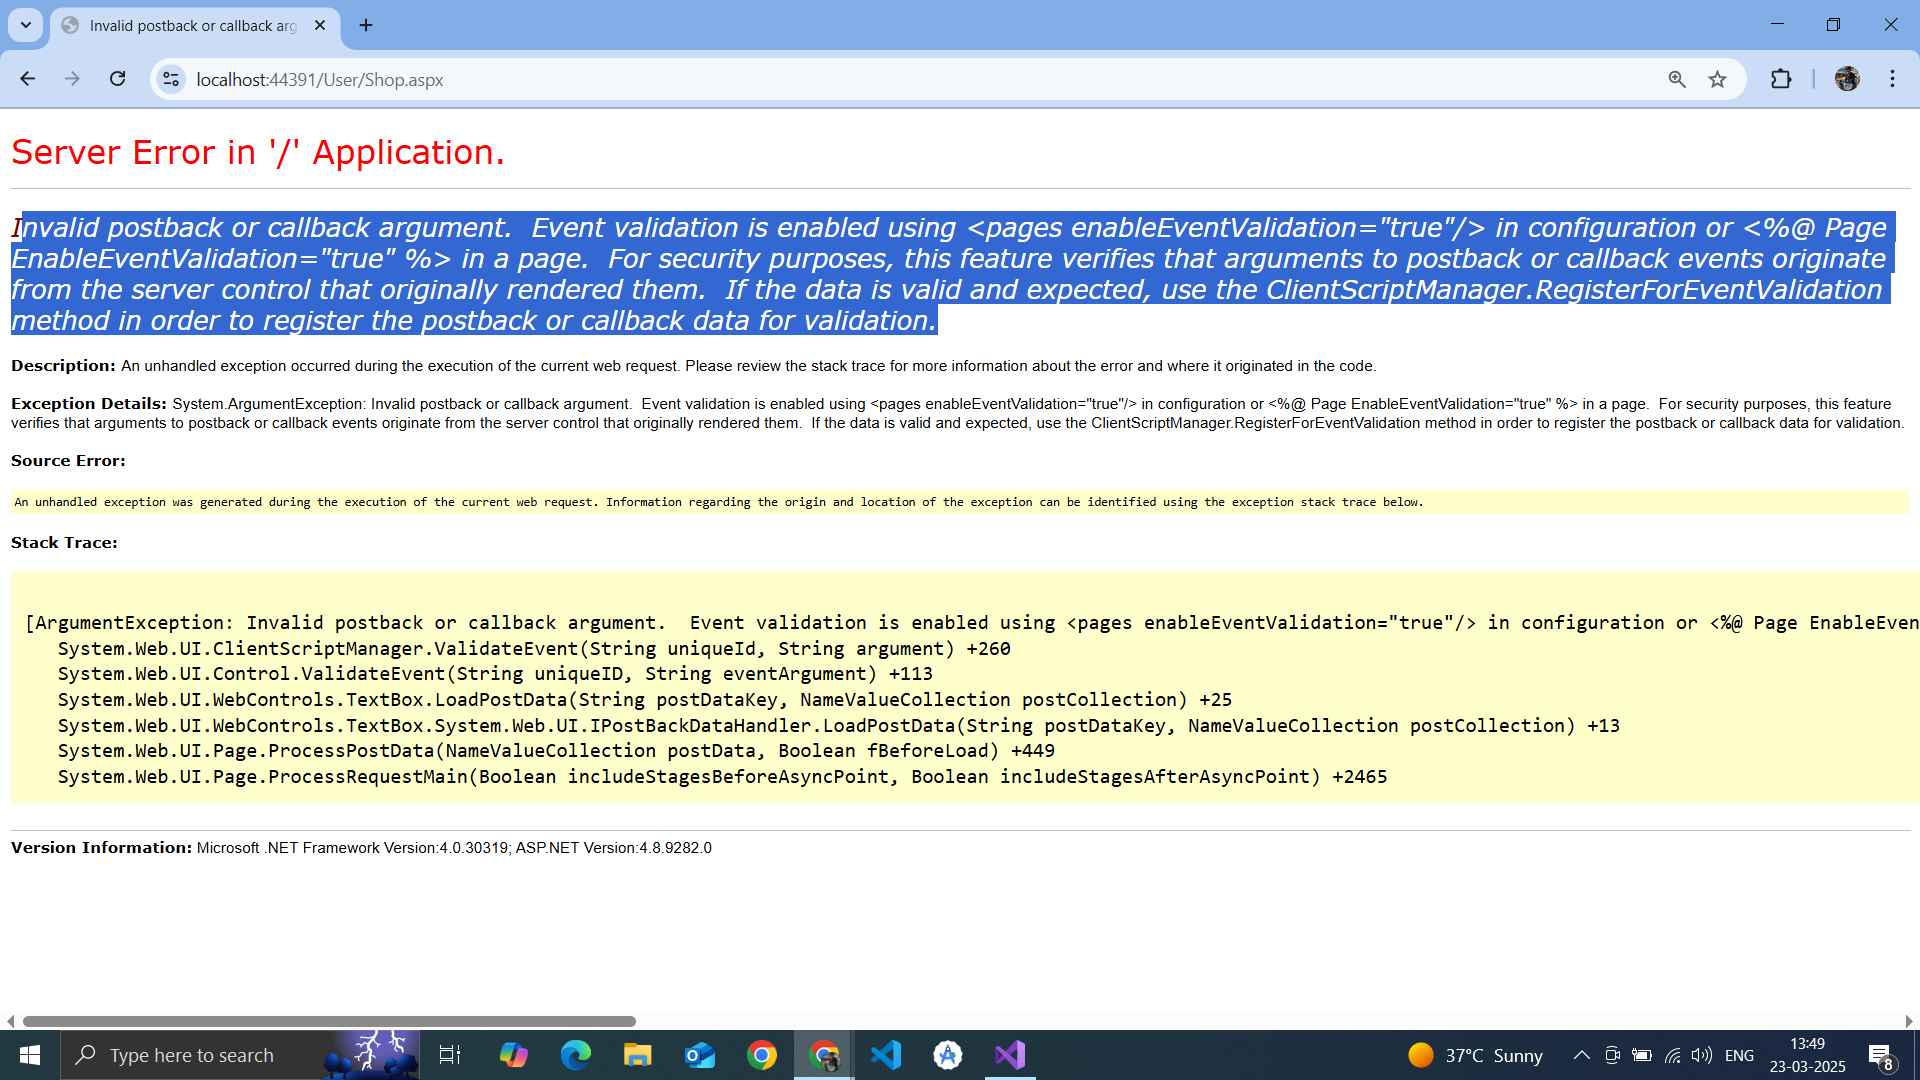 Invalid postback or callback arg
localhost:44391/User/Shop.aspx
Server Error in '/' Application.
Invalid postback or callback argument.  Event validation is enabled using <pages enableEventValidation="true"/> in configuration or <%@ Page
EnableEventValidation="true" %> in a page.  For security purposes, this feature verifies that arguments to postback or callback events originate
from the server control that originally rendered them.  If the data is valid and expected, use the ClientScriptManager.RegisterForEventValidation
method in order to register the postback or callback data for validation.
Description: An unhandled exception occurred during the execution of the current web request. Please review the stack trace for more information about the error and where it originated in the code.
Exception Details: System.ArgumentException: Invalid postback or callback argument.  Event validation is enabled using <pages enableEventValidation="true"/> in configuration or <%@ Page EnableEventValidation="true" %> in a page.  For security purposes, this feature
verifies that arguments to postback or callback events originate from the server control that originally rendered them.  If the data is valid and expected, use the ClientScriptManager.RegisterForEventValidation method in order to register the postback or callback data for validation.
Source Error:
An unhandled exception was generated during the execution of the current web request. Information regarding the origin and location of the exception can be identified using the exception stack trace below.
Stack Trace:
[ArgumentException: Invalid postback or callback argument.  Event validation is enabled using <pages enableEventValidation="true"/> in configuration or <%@ Page EnableEven
System.Web.UI.ClientScriptManager.ValidateEvent(String uniqueId, String argument) +260
System.Web.UI.Control.ValidateEvent(String uniqueID, String eventArgument) +113
System.Web.UI.WebControls.TextBox.LoadPostData(String postDataKey, NameValueCollection postCollection) +25
System.Web.UI.WebControls.TextBox.System.Web.UI.IPostBackDataHandler.LoadPostData(String postDataKey, NameValueCollection postCollection) +13
System.Web.UI.Page.ProcessPostData(NameValueCollection postData, Boolean fBeforeLoad) +449
System.Web.UI.Page.ProcessRequestMain(Boolean includeStagesBeforeAsyncPoint, Boolean includeStagesAfterAsyncPoint) +2465
Version Information: Microsoft .NET Framework Version:4.0.30319; ASP.NET Version:4.8.9282.0
Type here to search
37°C Sunny
ENG
13:49
23-03-2025
8